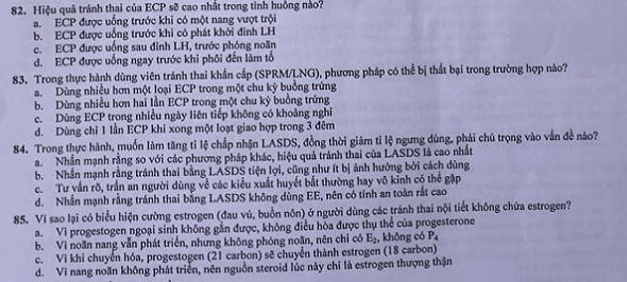 82. Hiệu quả tránh thai của ECP sẽ cao nhất trong tình huống nào?
a. ECP được uống trước khi có một nang vượt trội
b. ECP được uống trước khi có phát khởi đỉnh LH
c. ECP được uống sau đỉnh LH, trước phóng noãn
d. ECP được uống ngay trước khi phôi đến làm tổ
83. Trong thực hành dùng viên tránh thai khẩn cấp (SPRM/LNG), phương pháp có thể bị thất bại trong trường hợp nào?
a. Dùng nhiều hơn một loại ECP trong một chu kỳ buồng trứng
b. Dùng nhiều hơn hai lần ECP trong một chu kỳ buồng trứng
c. Dùng ECP trong nhiều ngày liên tiếp không có khoảng nghỉ
d. Dùng chỉ 1 lần ECP khi xong một loạt giao hợp trong 3 đêm
84. Trong thực hành, muốn làm tăng tỉ lệ chấp nhận LASDS, đồng thời giảm tỉ lệ ngưng dùng, phải chú trọng vào vấn đề nào?
a. Nhấn mạnh rằng so với các phương pháp khác, hiệu quả tránh thai của LASDS là cao nhất
b. Nhấn mạnh rằng tránh thai bằng LASDS tiện lợi, cũng như ít bị ảnh hưởng bởi cách dùng
c. Tư vấn rõ, trấn an người dùng về các kiểu xuất huyết bất thường hay vô kinh có thể gặp
d. Nhấn mạnh rằng tránh thai bằng LASDS không dùng EE, nên có tính an toàn rất cao
85. Vì sao lại có biểu hiện cường estrogen (đau vú, buồn nôn) ở người dùng các tránh thai nội tiết không chứa estrogen?
a. Vì progestogen ngoại sinh không gắn được, không điều hòa được thụ thể của progesterone
b. Vì noãn nang vẫn phát triển, nhưng không phóng noãn, nên chỉ có E₂, không có P₄
c. Vì khi chuyển hóa, progestogen (21 carbon) sẽ chuyển thành estrogen (18 carbon)
d. Vì nang noãn không phát triển, nên nguồn steroid lúc này chỉ là estrogen thượng thận